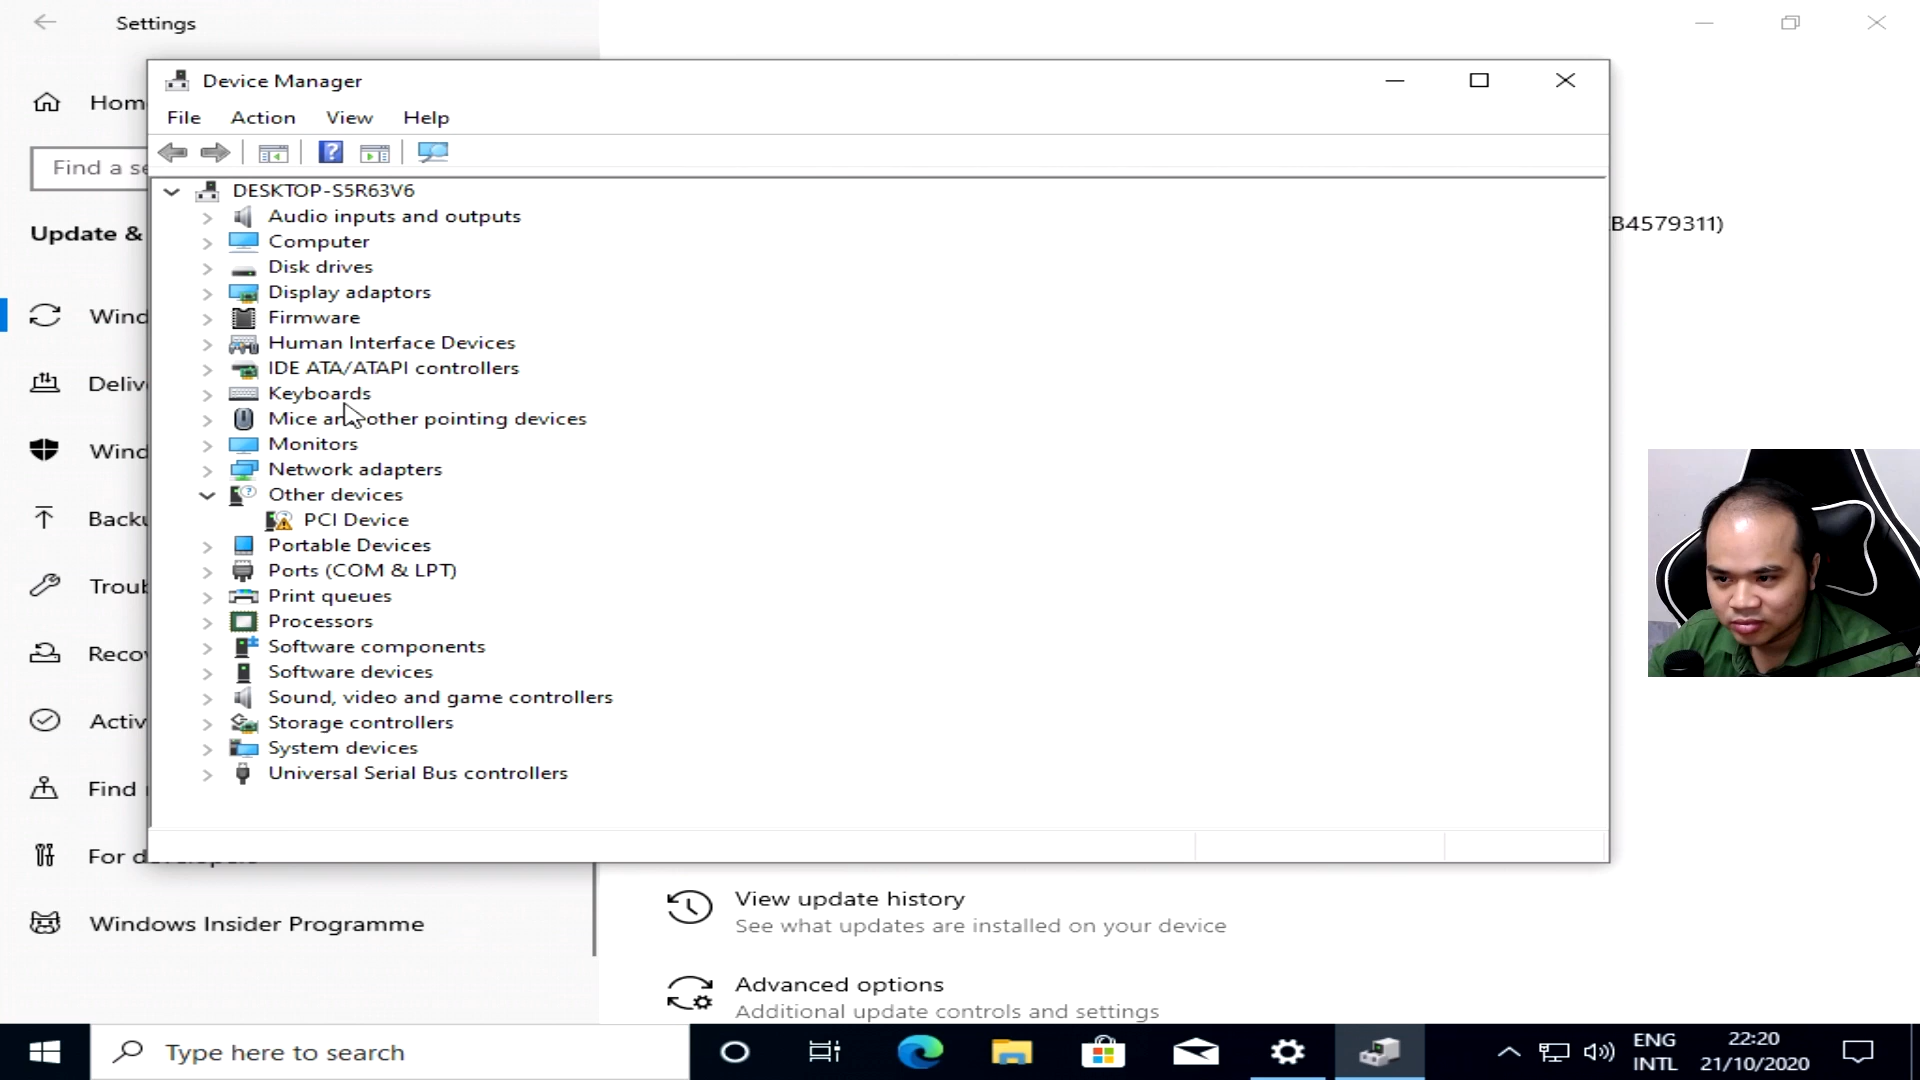 Settings
Device Manager
File Action View Help
DESKTOP-S5R63V6
Audio inputs and outputs
Computer
Disk drives
Display adaptors
Firmware
Human Interface Devices
IDE ATA/ATAPI controllers
Keyboards
Mice an other pointing devices
Monitors
Network adapters
Other devices
PCI Device
Portable Devices
Ports (COM & LPT)
Print queues
Processors
Software components
Software devices
Sound, video and game controllers
Storage controllers
System devices
Universal Serial Bus controllers
Hom
Find a se
Update &
Wind
Deliv
Wind
Backu
Troub
Reco
Activ
Find
For developers
Windows Insider Programme
B4579311)
View update history
See what updates are installed on your device
Advanced options
Additional update controls and settings
Type here to search
ENG
INTL
22:20
21/10/2020